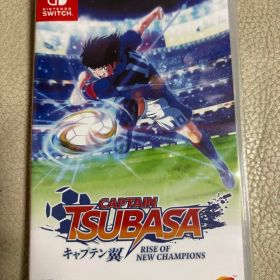 NINTENDO
SWITCH
CAPTAIN
TSUBASA
キャプテン翼
RISE OF
NEW CHAMPIONS